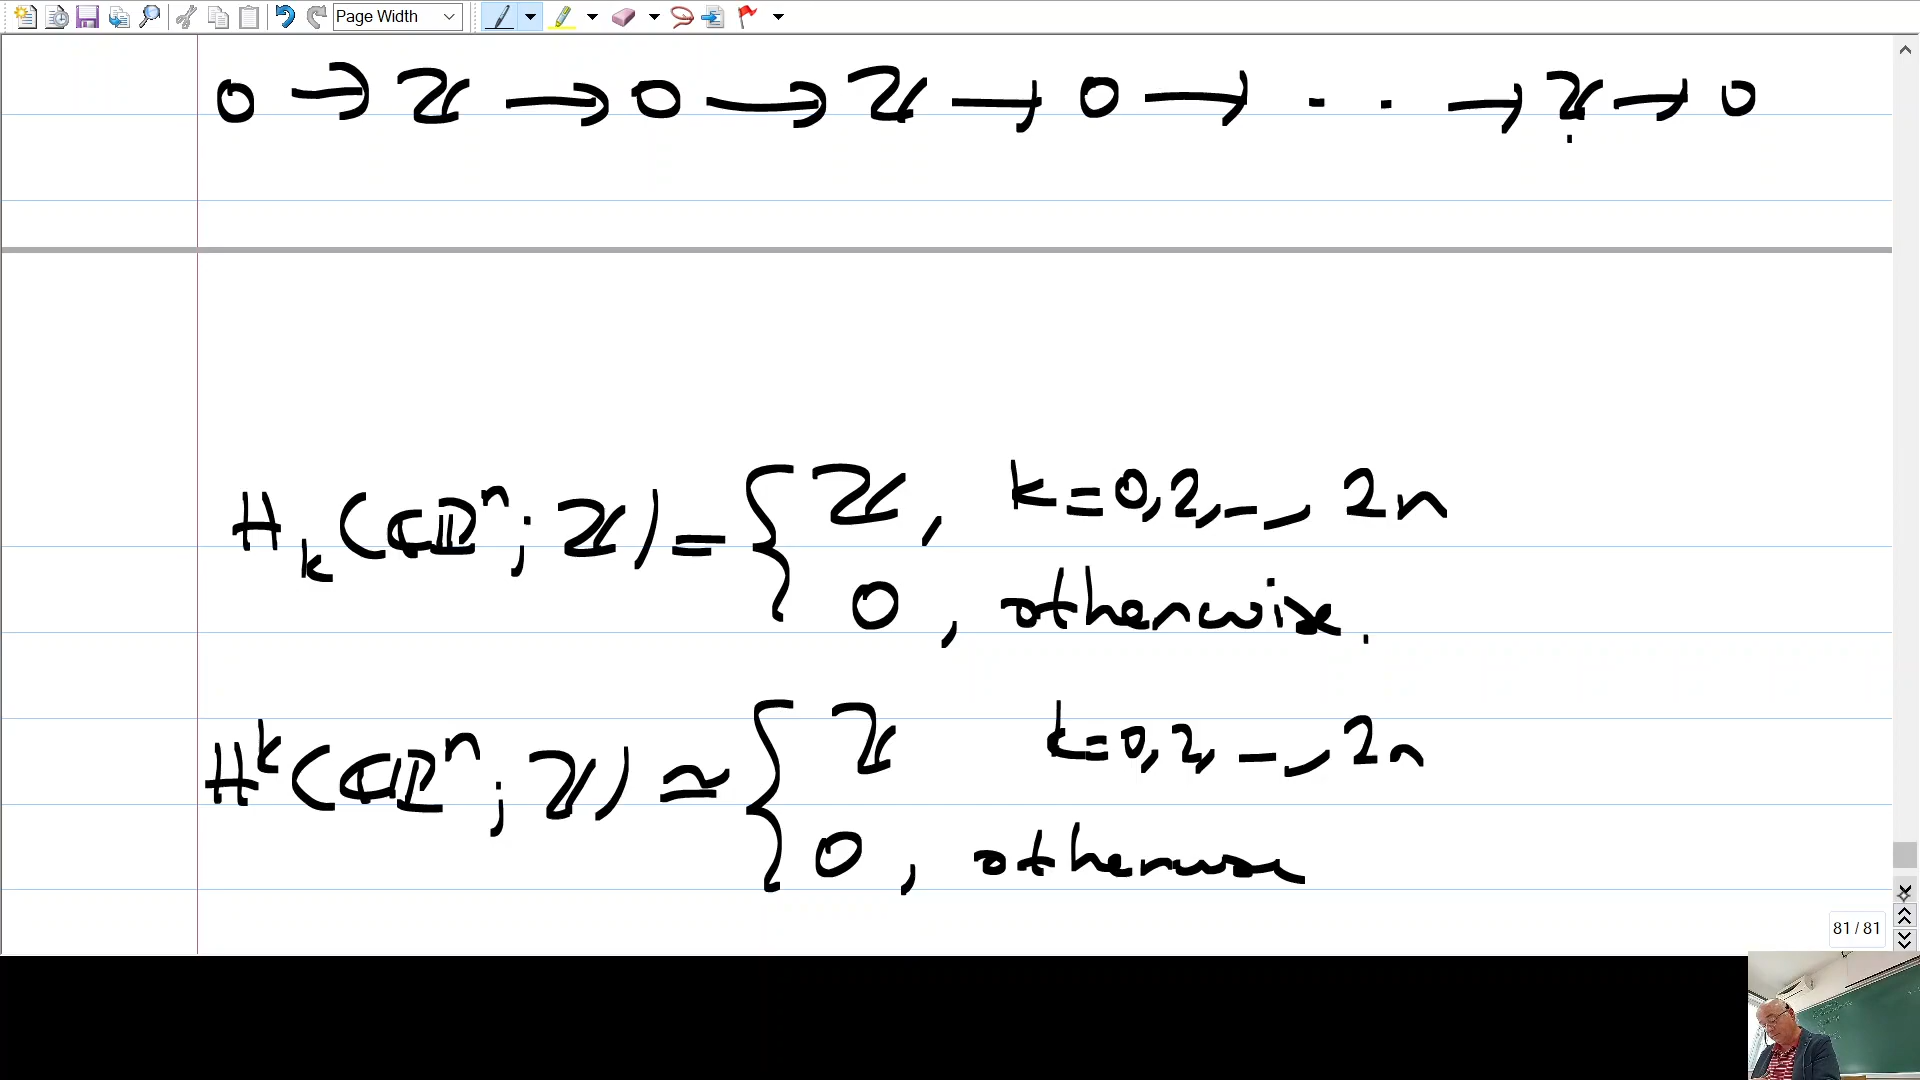 Page Width
0 → ℤ → 0 → ℤ → 0 → . . → ℤ → 0
H_k(ℂℙ^n; ℤ) = { ℤ, k=0,2,--, 2n
0, otherwise.
H^k(ℂℙ^n; ℤ) ≃ { ℤ k=0,2,--, 2n
0, otherwise
81 / 81